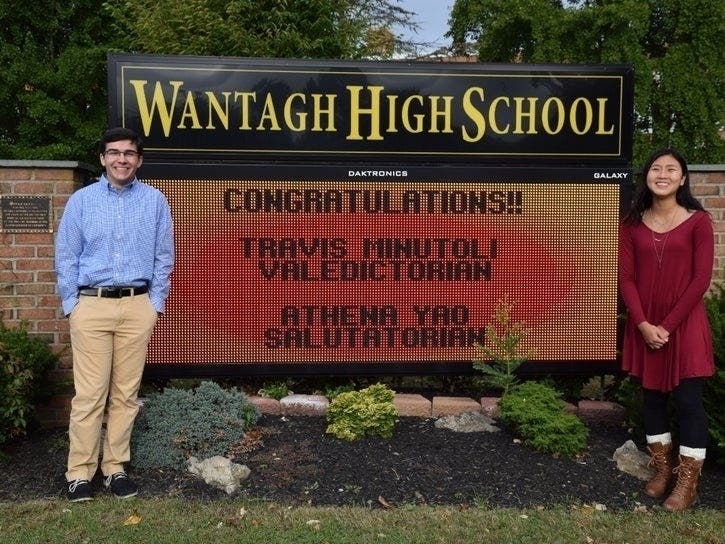 WANTAGH HIGH SCHOOL
DAKTRONICS GALAXY
CONGRATULATIONS!!
TRAVIS MINUTOLI
VALEDICTORIAN
ATHENA YAO
SALUTATORIAN